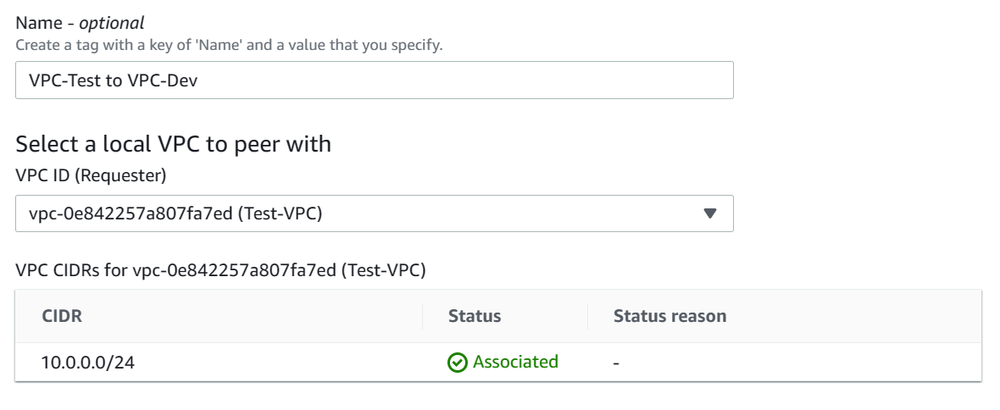 Name - optional
Create a tag with a key of 'Name' and a value that you specify.
VPC-Test to VPC-Dev
Select a local VPC to peer with
VPC ID (Requester)
vpc-0e842257a807fa7ed (Test-VPC)
VPC CIDRs for vpc-0e842257a807fa7ed (Test-VPC)
CIDR Status Status reason
10.0.0.0/24 Associated -